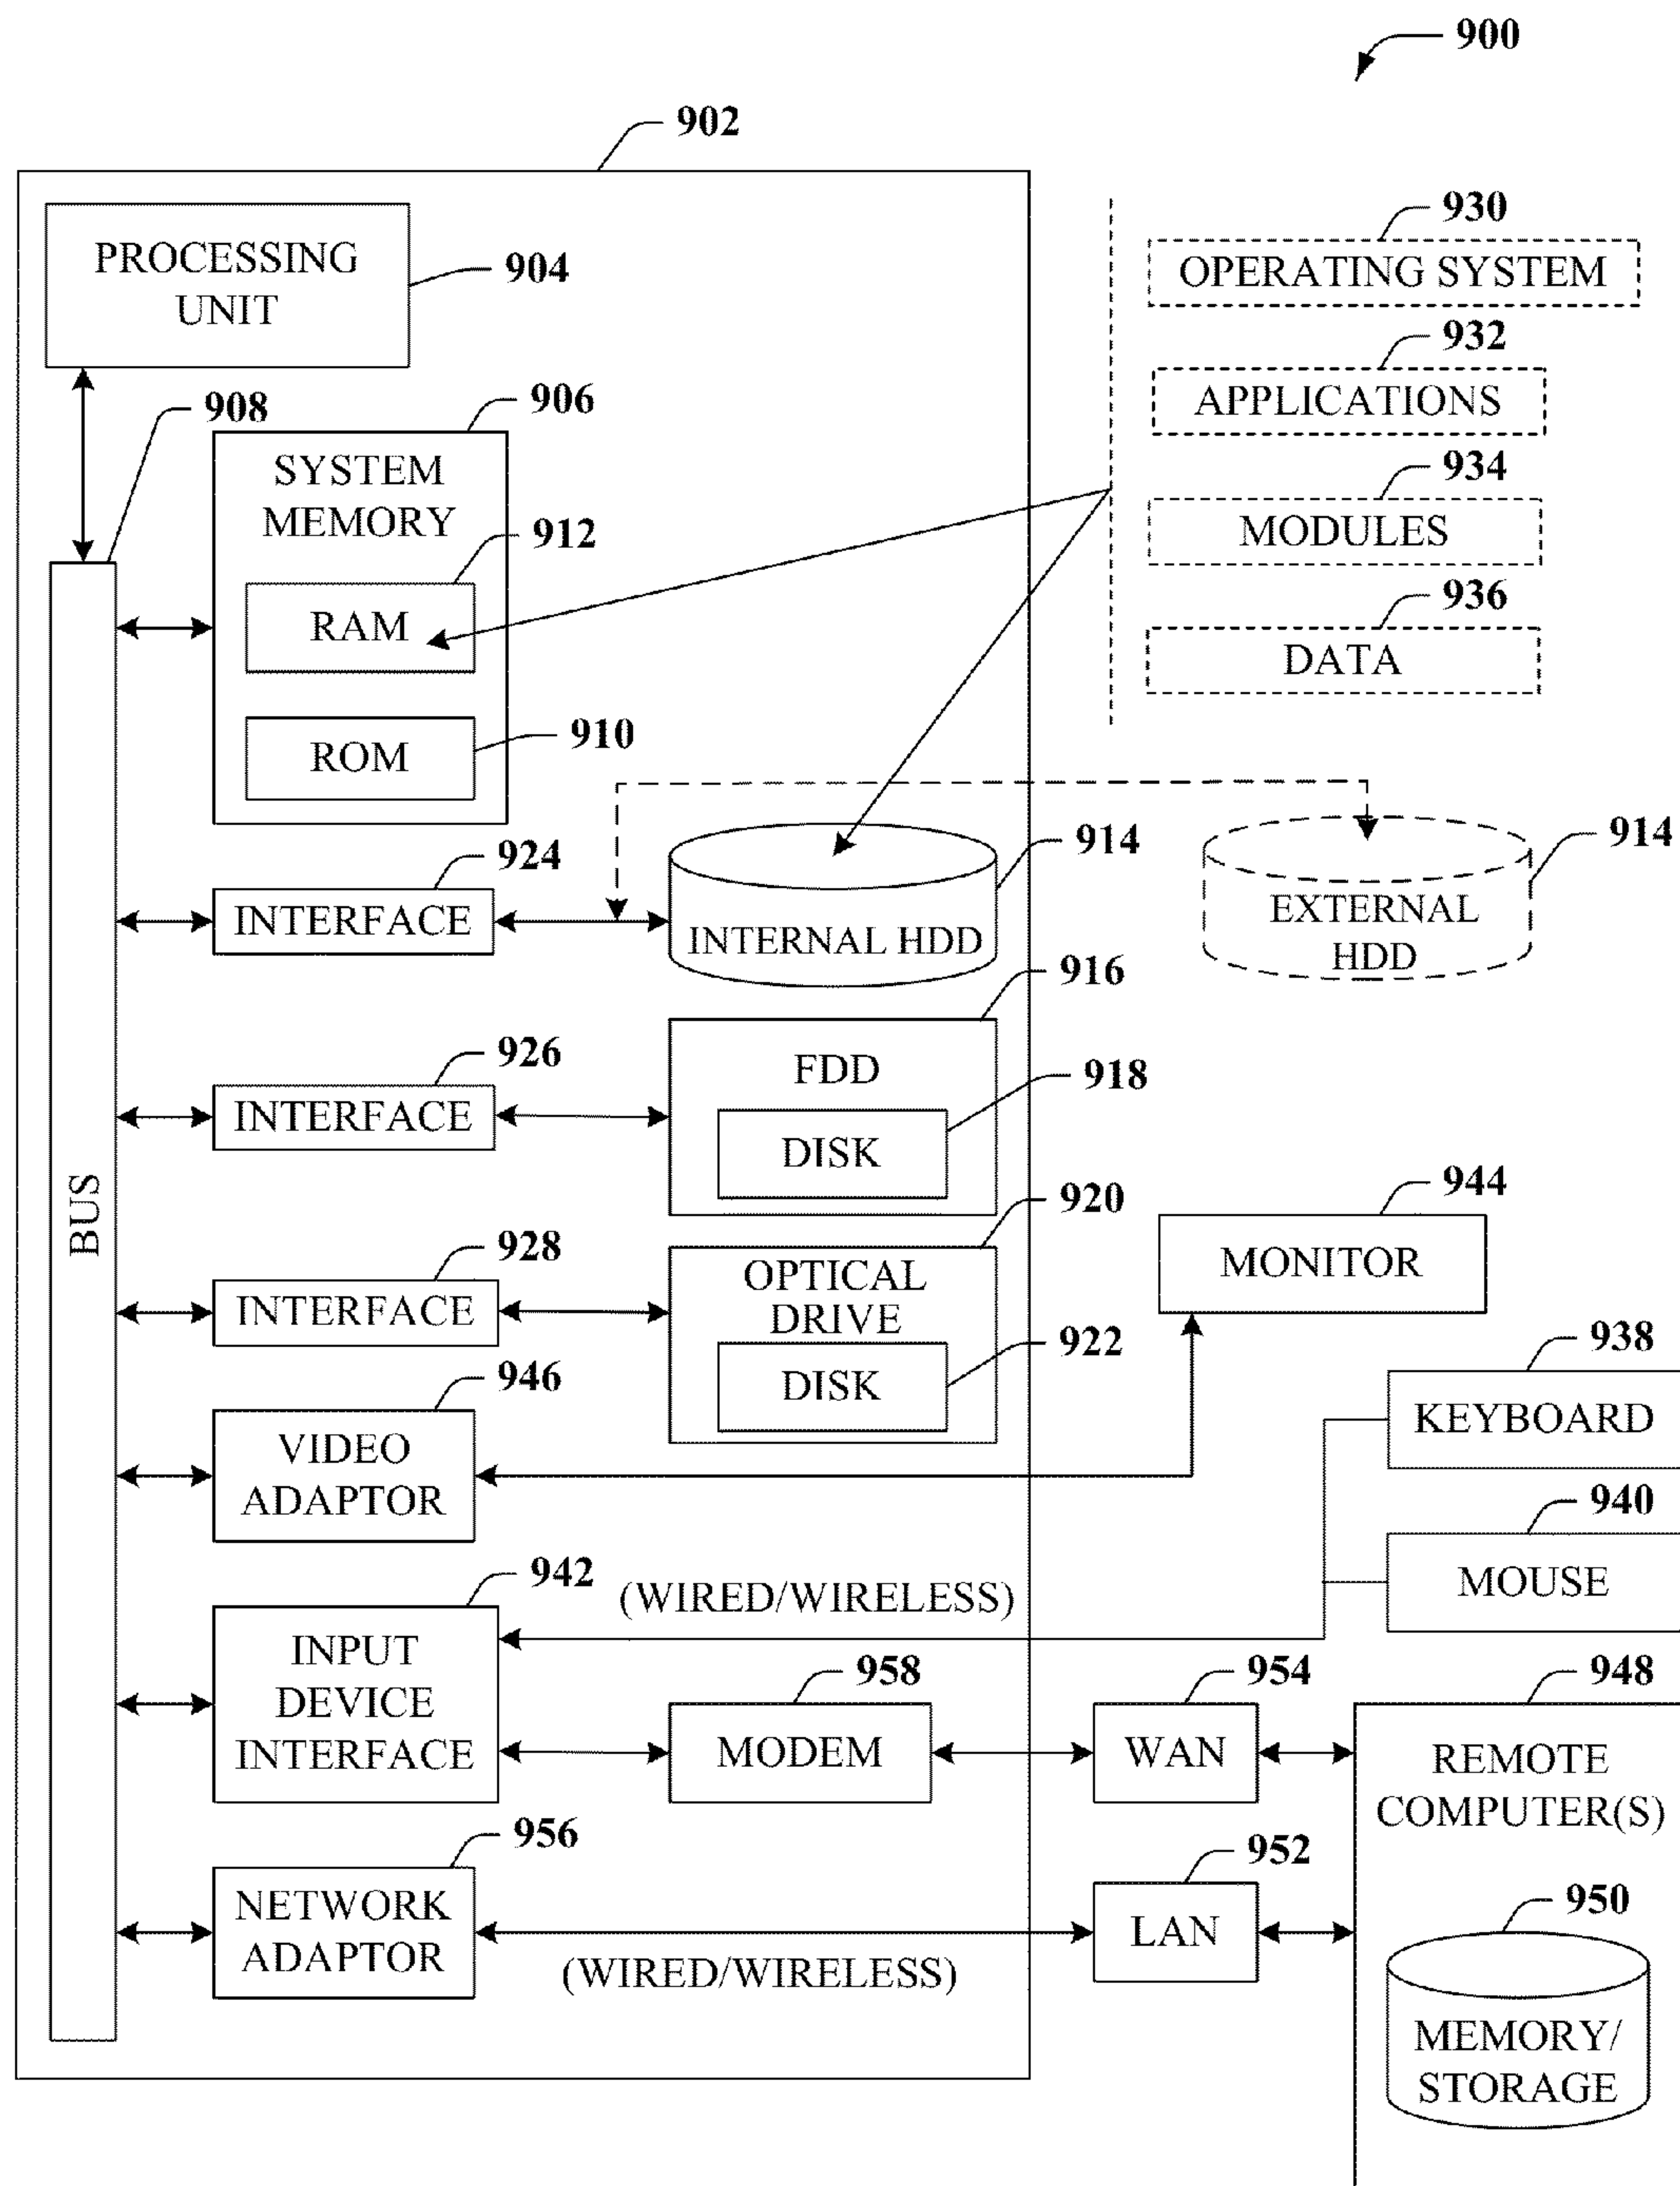 900
902
PROCESSING
UNIT
904
930
OPERATING SYSTEM
932
APPLICATIONS
934
MODULES
936
DATA
908
906
SYSTEM
MEMORY
912
RAM
910
ROM
924
INTERFACE
914
INTERNAL HDD
914
EXTERNAL
HDD
916
FDD
926
INTERFACE
918
DISK
BUS
920
OPTICAL
DRIVE
928
INTERFACE
922
DISK
944
MONITOR
938
KEYBOARD
946
VIDEO
ADAPTOR
940
MOUSE
942
(WIRED/WIRELESS)
INPUT
DEVICE
INTERFACE
958
MODEM
954
WAN
948
REMOTE
COMPUTER(S)
956
NETWORK
ADAPTOR
(WIRED/WIRELESS)
952
LAN
950
MEMORY/
STORAGE